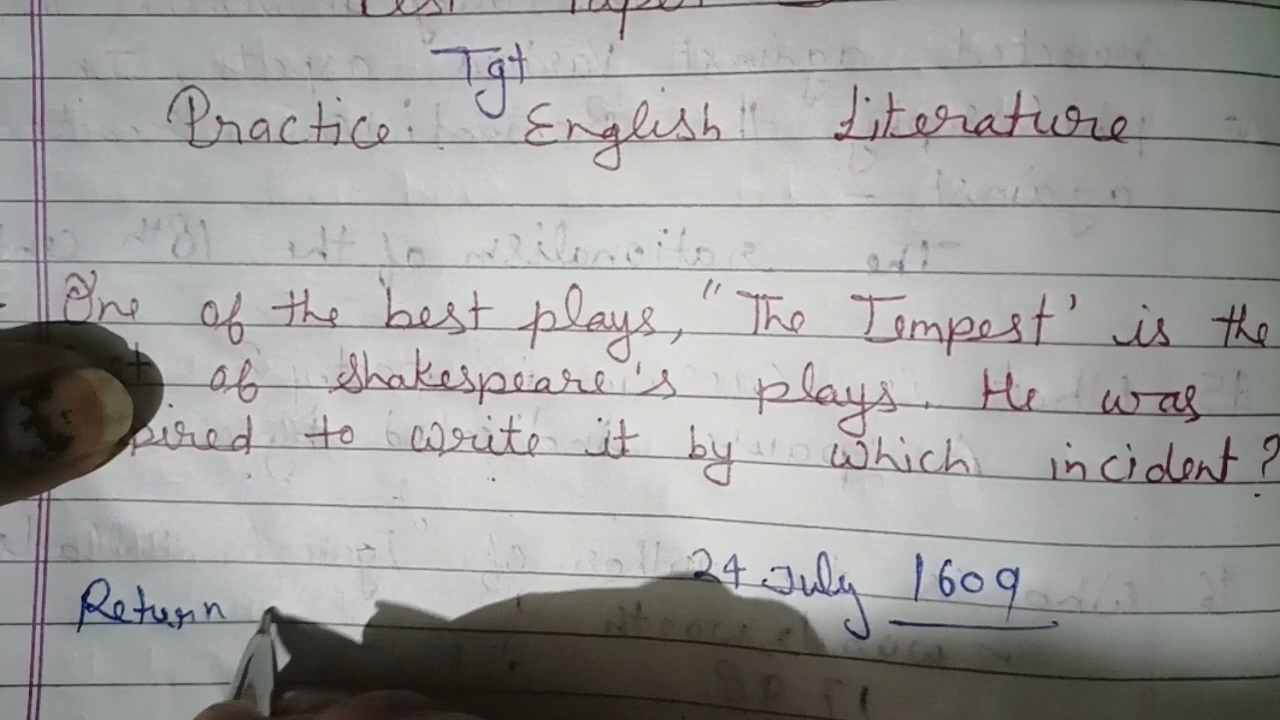 Tgt
Practice: English Literature
One of the best plays, "The Tempest' is the
of Shakespeare's plays. He was
pired to write it by which incident?
24 July 1609
Return